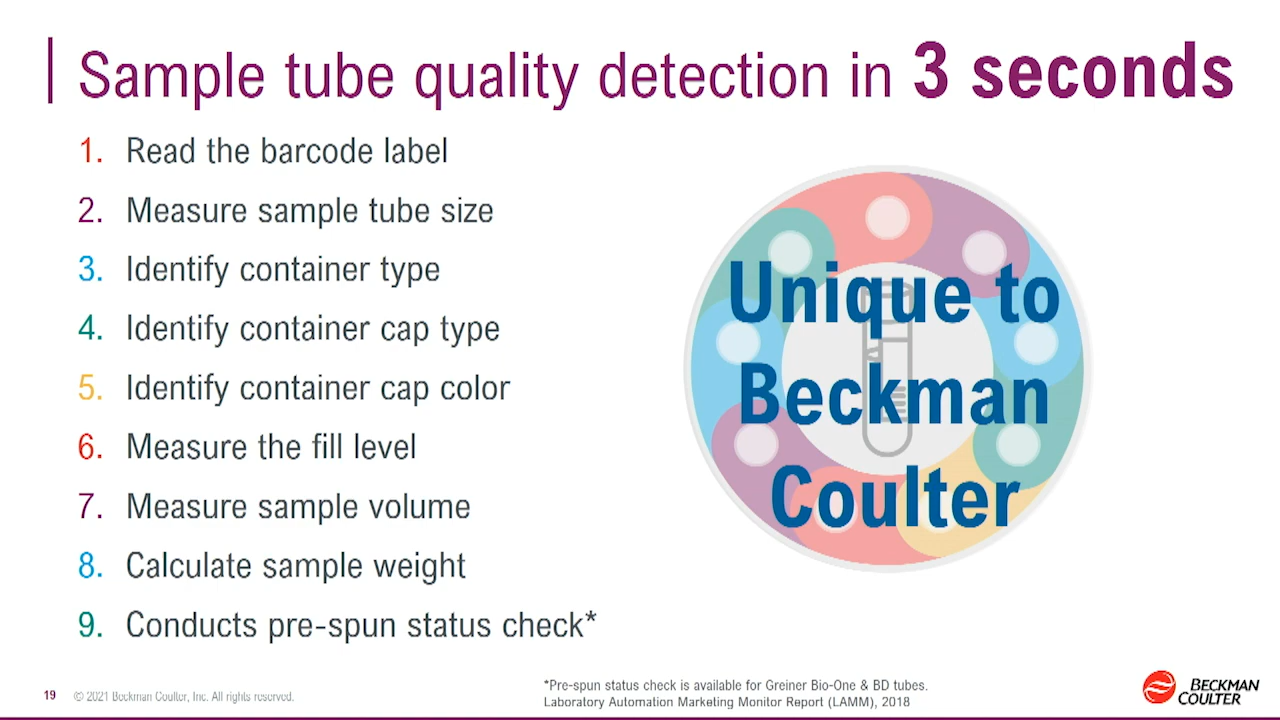 Sample tube quality detection in 3 seconds
1. Read the barcode label
2. Measure sample tube size
3. Identify container type
4. Identify container cap type
5. Identify container cap color
6. Measure the fill level
7. Measure sample volume
8. Calculate sample weight
9. Conducts pre-spun status check*
Unique to
Beckman
Coulter
19 © 2021 Beckman Coulter, Inc. All rights reserved.
*Pre-spun status check is available for Greiner Bio-One & BD tubes.
Laboratory Automation Marketing Monitor Report (LAMM), 2018
BECKMAN
COULTER